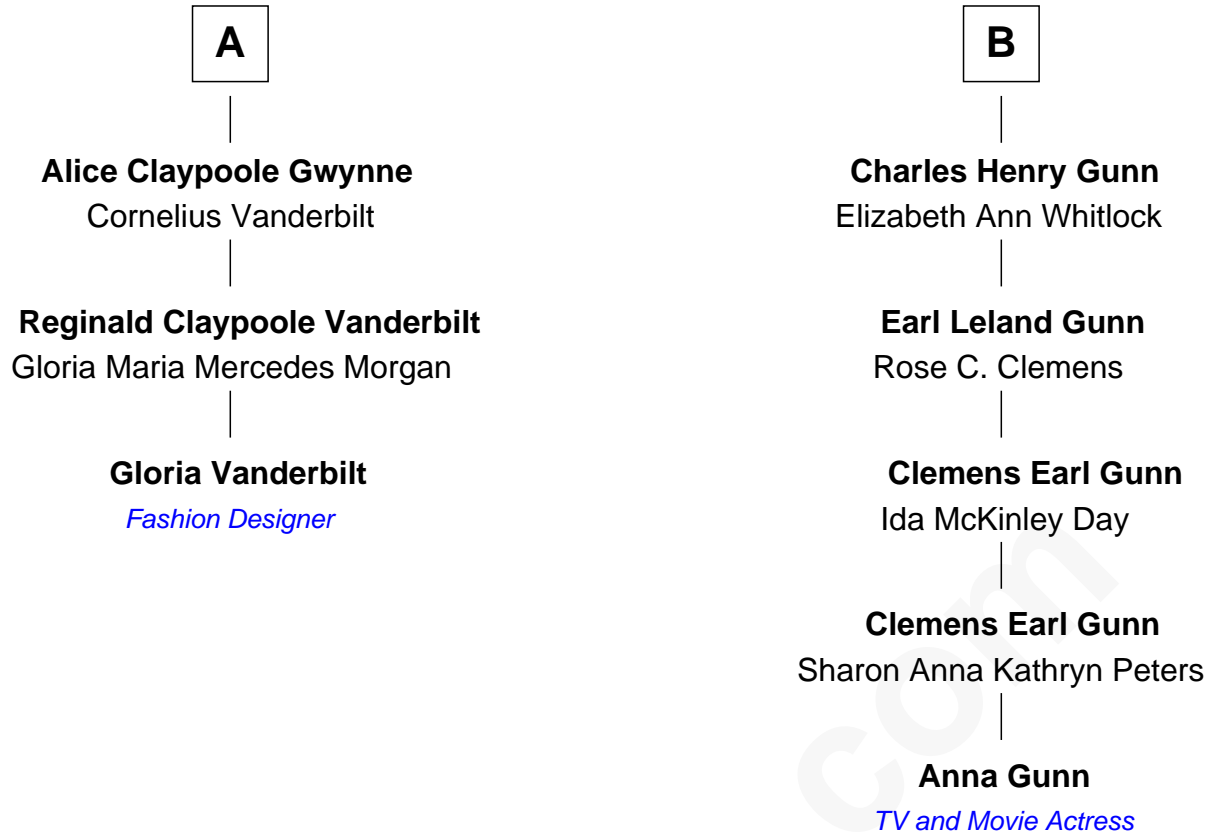 A
Alice Claypoole Gwynne
Cornelius Vanderbilt
Reginald Claypoole Vanderbilt
Gloria Maria Mercedes Morgan
Gloria Vanderbilt
Fashion Designer
B
Charles Henry Gunn
Elizabeth Ann Whitlock
Earl Leland Gunn
Rose C. Clemens
Clemens Earl Gunn
Ida McKinley Day
Clemens Earl Gunn
Sharon Anna Kathryn Peters
Anna Gunn
TV and Movie Actress
com